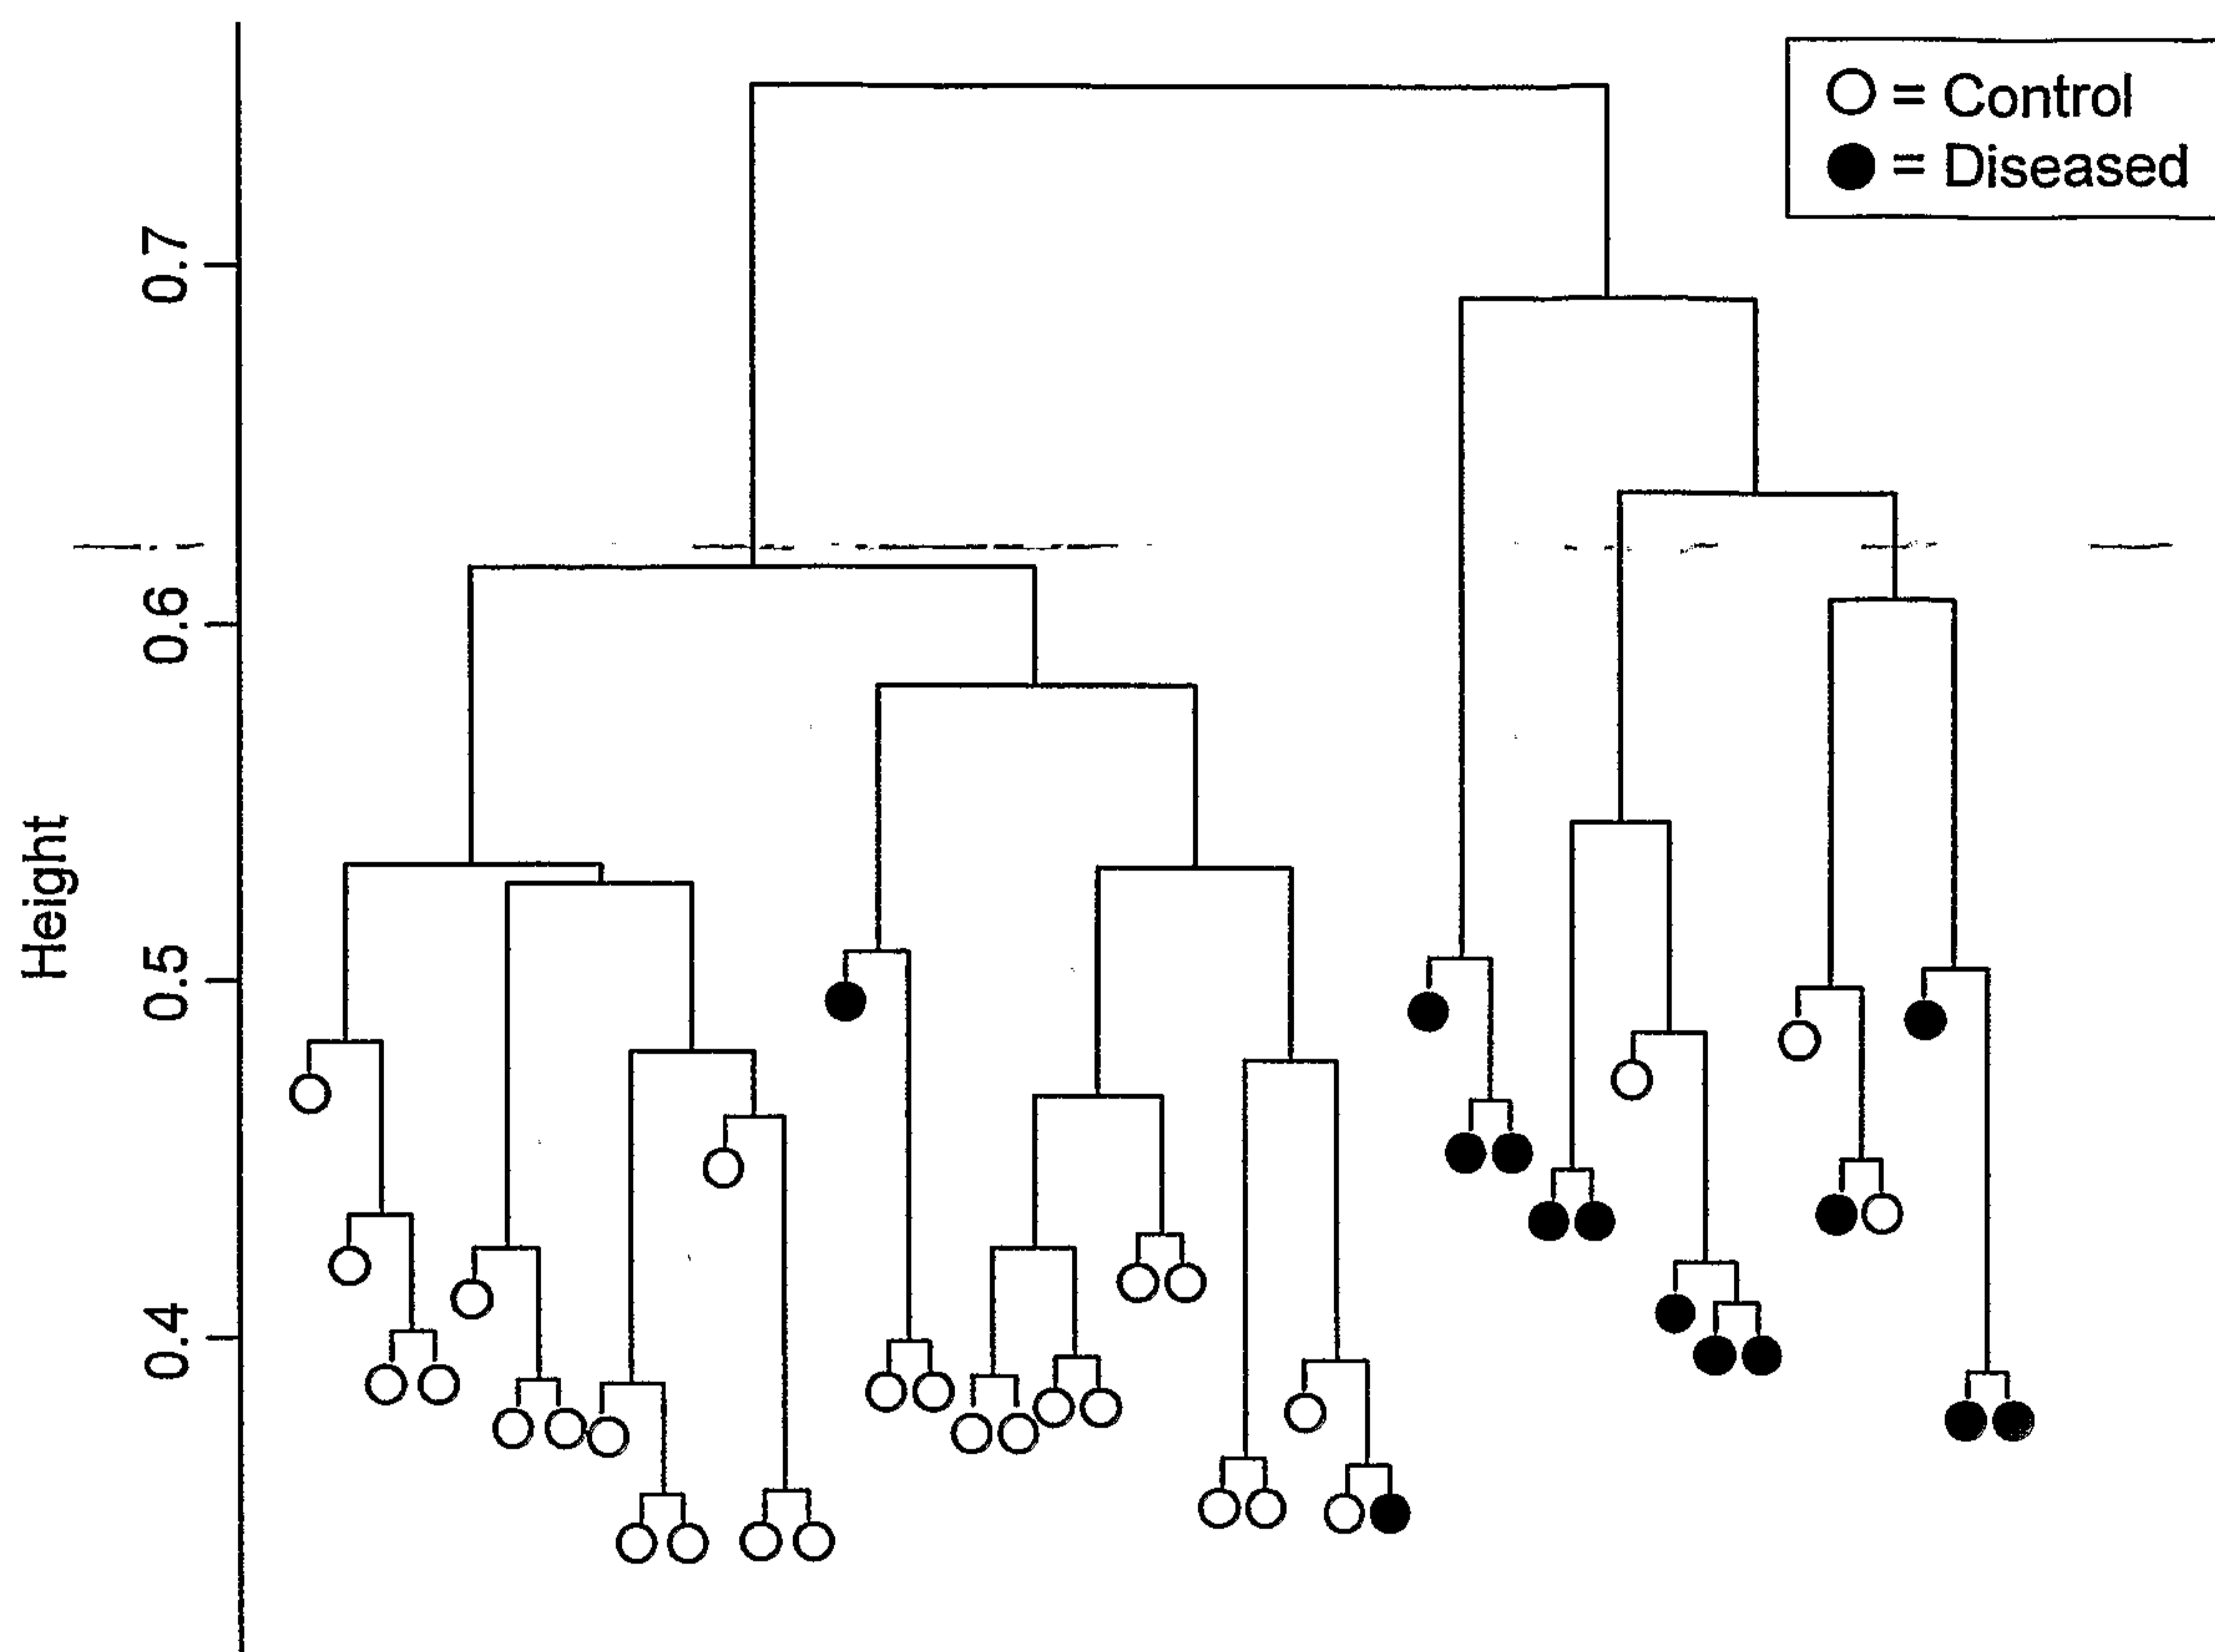 = Control
= Diseased
0.7
0.6
0.5
0.4
Height